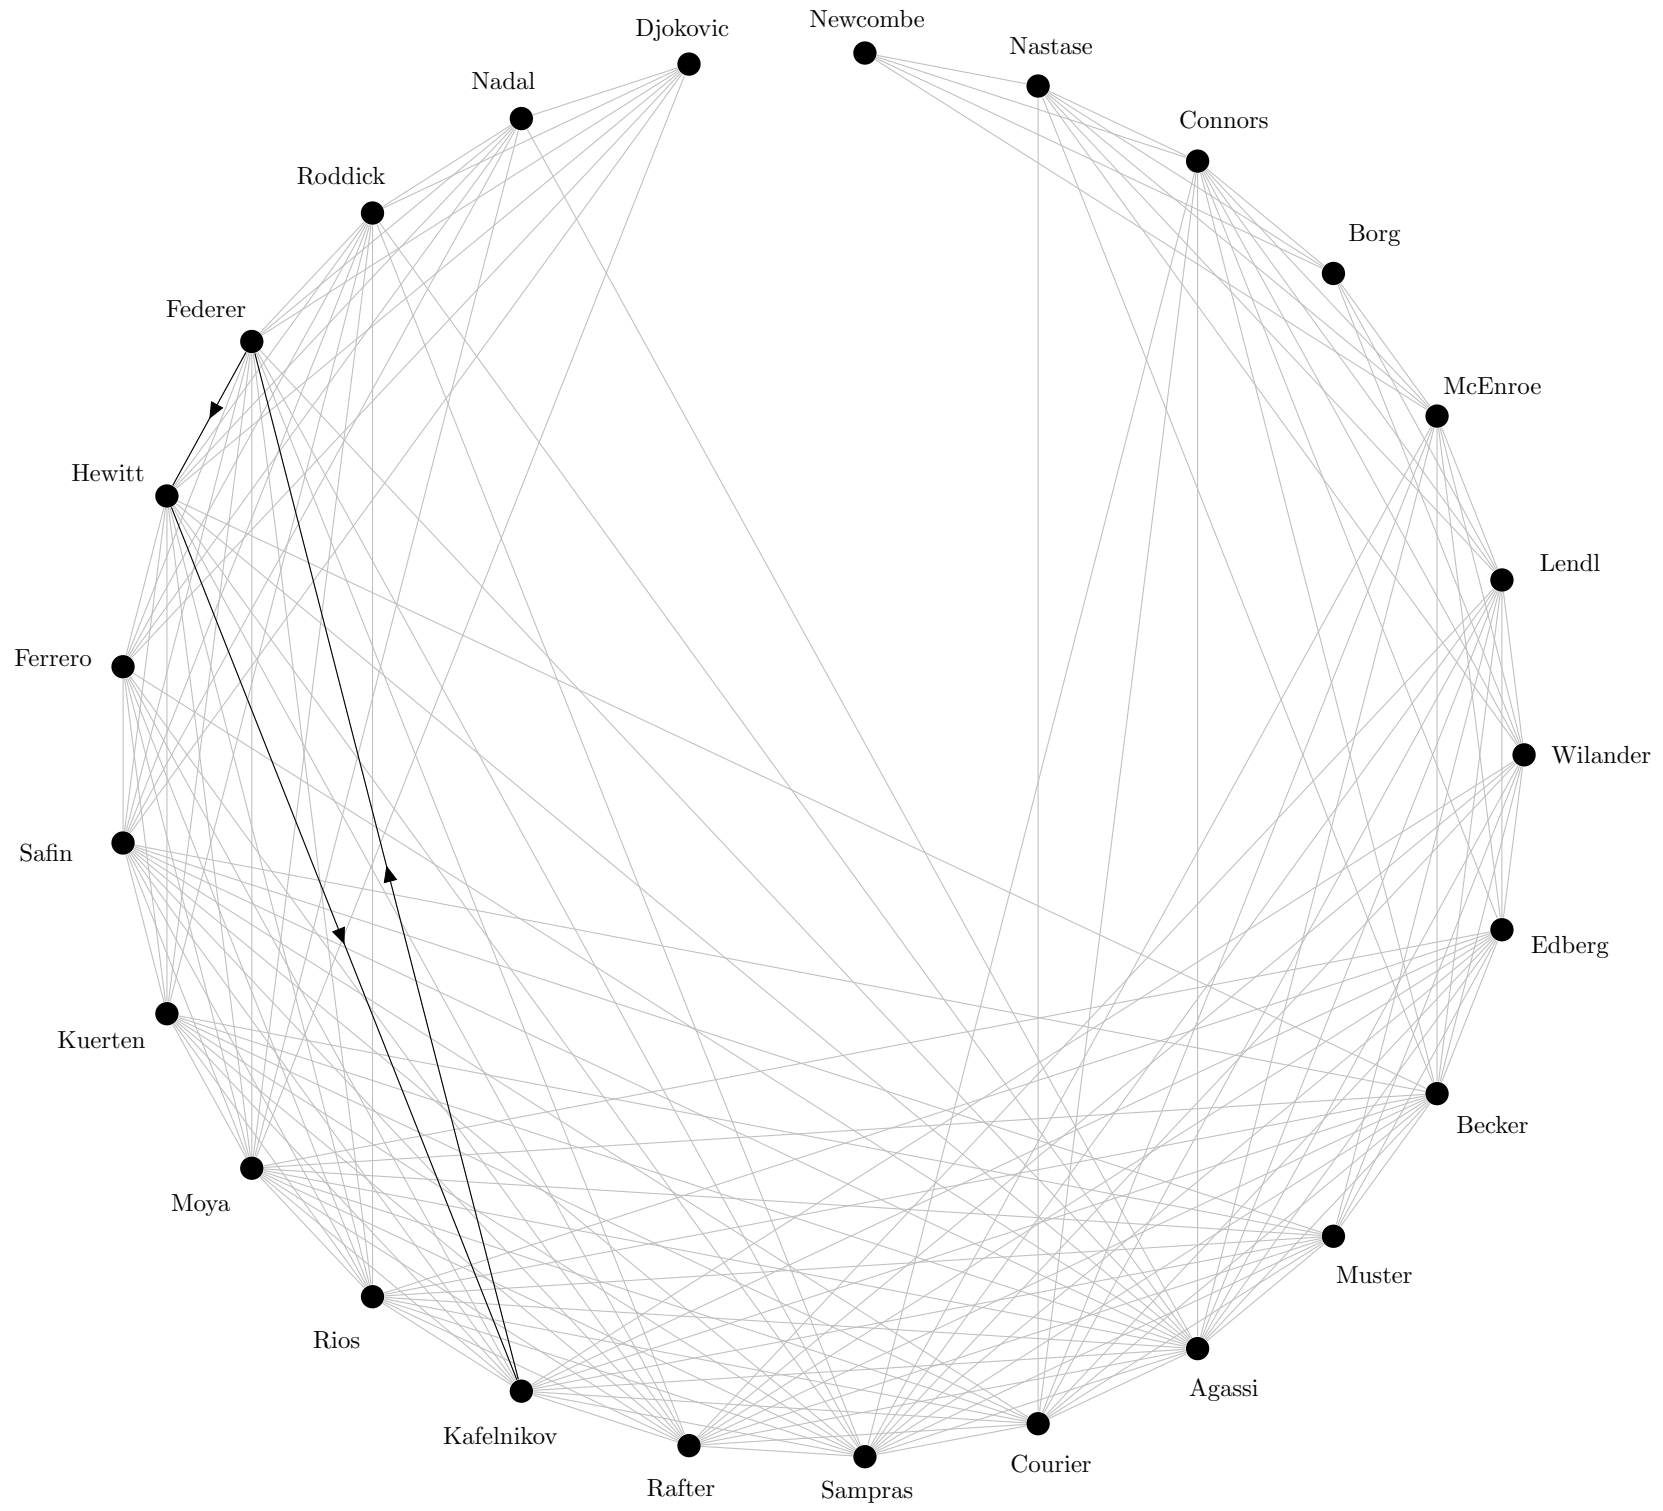 Newcombe
Djokovic
Nastase
Nadal
Connors
Roddick
Borg
Federer
McEnroe
Hewitt
Lendl
Ferrero
Wilander
Safin
Edberg
Kuerten
Becker
Moya
Muster
Rios
Agassi
Kafelnikov
Courier
Rafter
Sampras